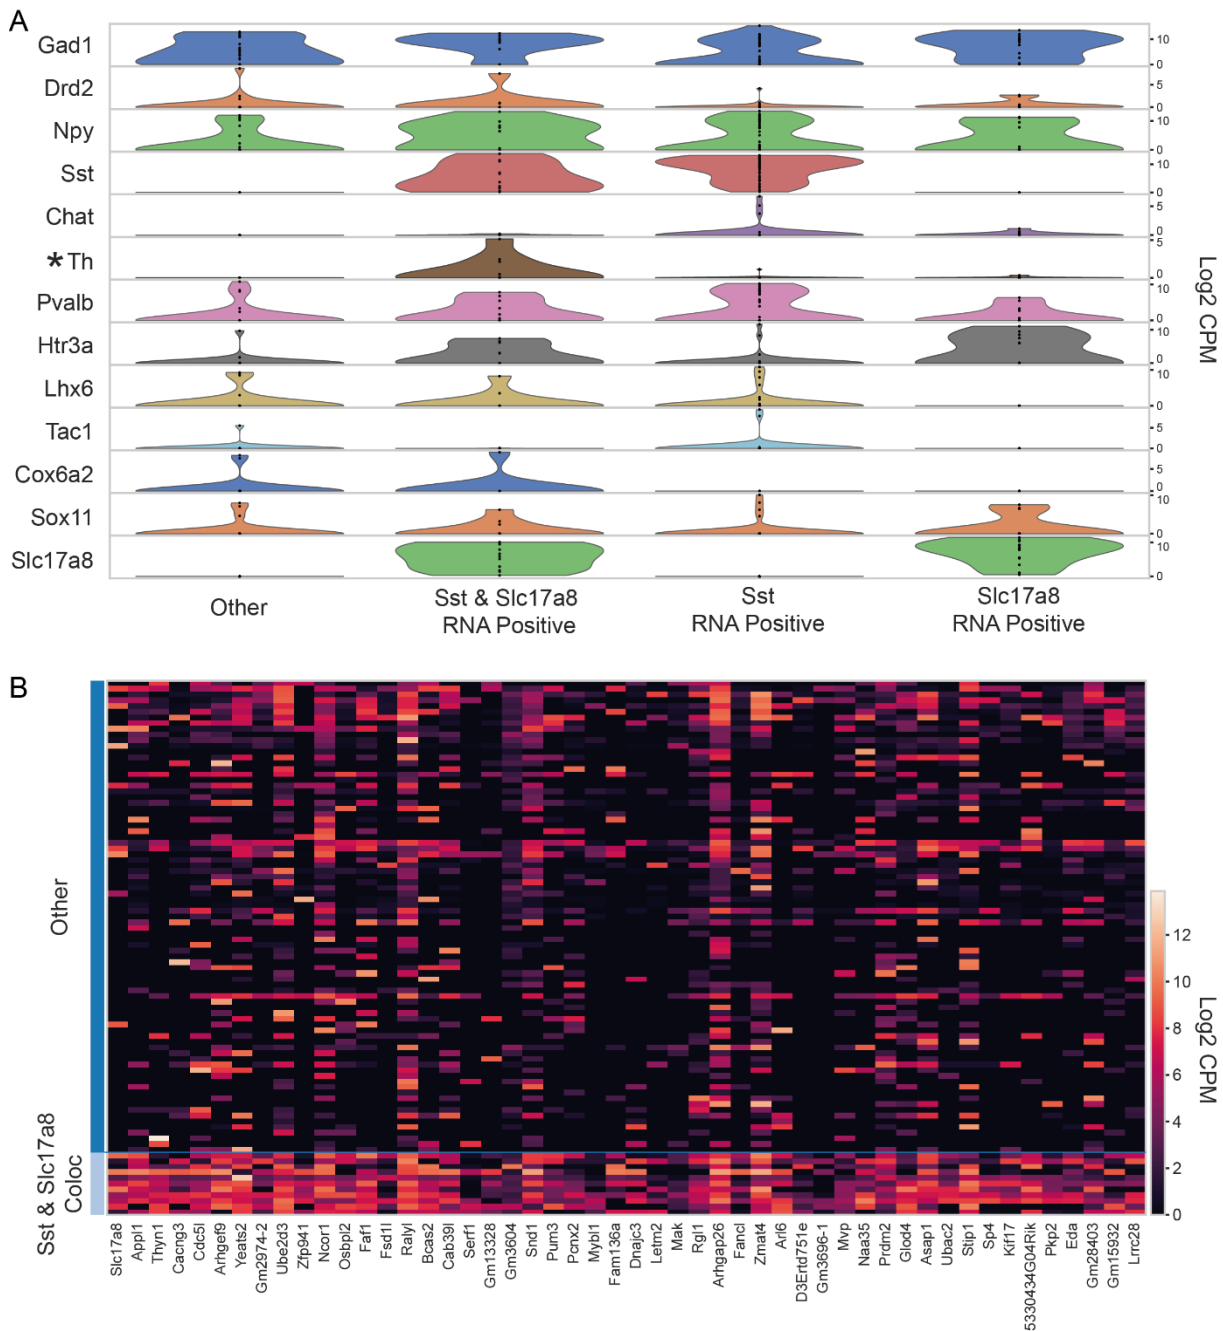 A
Gad1
Drd2
Npy
Sst
Chat
*Th
Pvalb
Htr3a
Lhx6
Tac1
Cox6a2
Sox11
Slc17a8
10
0
5
0
10
0
10
0
5
0
5
0
10
0
10
0
10
0
5
0
5
0
5
0
10
0
Log2 CPM
Other
Sst & Slc17a8
RNA Positive
Sst
RNA Positive
Slc17a8
RNA Positive
B
Other
Sst & Slc17a8
Coloc
12
10
8
6
4
2
0
Log2 CPM
Slc17a8
Appl1
Thyn1
Cacng3
Cdc5l
Arhgef9
Yeats2
Gm2974-2
Ube2d3
Zfp941
Ncor1
Osbpl2
Faf1
Fsd1l
Raly
Bcas2
Cab39l
Serf1
Gm13328
Gm3604
Snd1
Pum3
Pcnx2
Mybl1
Fam136a
Dnajc3
Letm2
Mak
Rgl1
Arhgap26
Fancl
Zmat4
Arl6
D3Ertd751e
Gm3696-1
Mvp
Naa35
Prdm2
Glod4
Asap1
Ubac2
Stip1
Sp4
Kif17
5330434G04Rik
Pkp2
Eda
Gm28403
Gm15932
Lrrc28